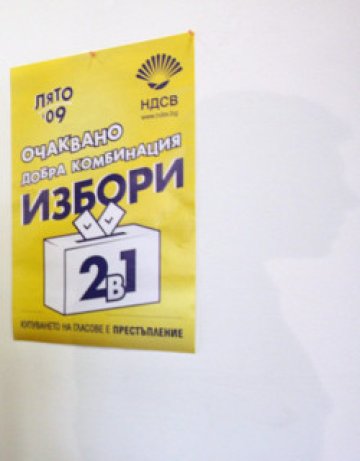 ЛЯТО
'09
НДСВ
www.ndsv.bg
ОЧАКВАНО
ДОБРА КОМБИНАЦИЯ
ИЗБОРИ
2в1
КУПУВАНЕТО НА ГЛАСОВЕ Е ПРЕСТЪПЛЕНИЕ